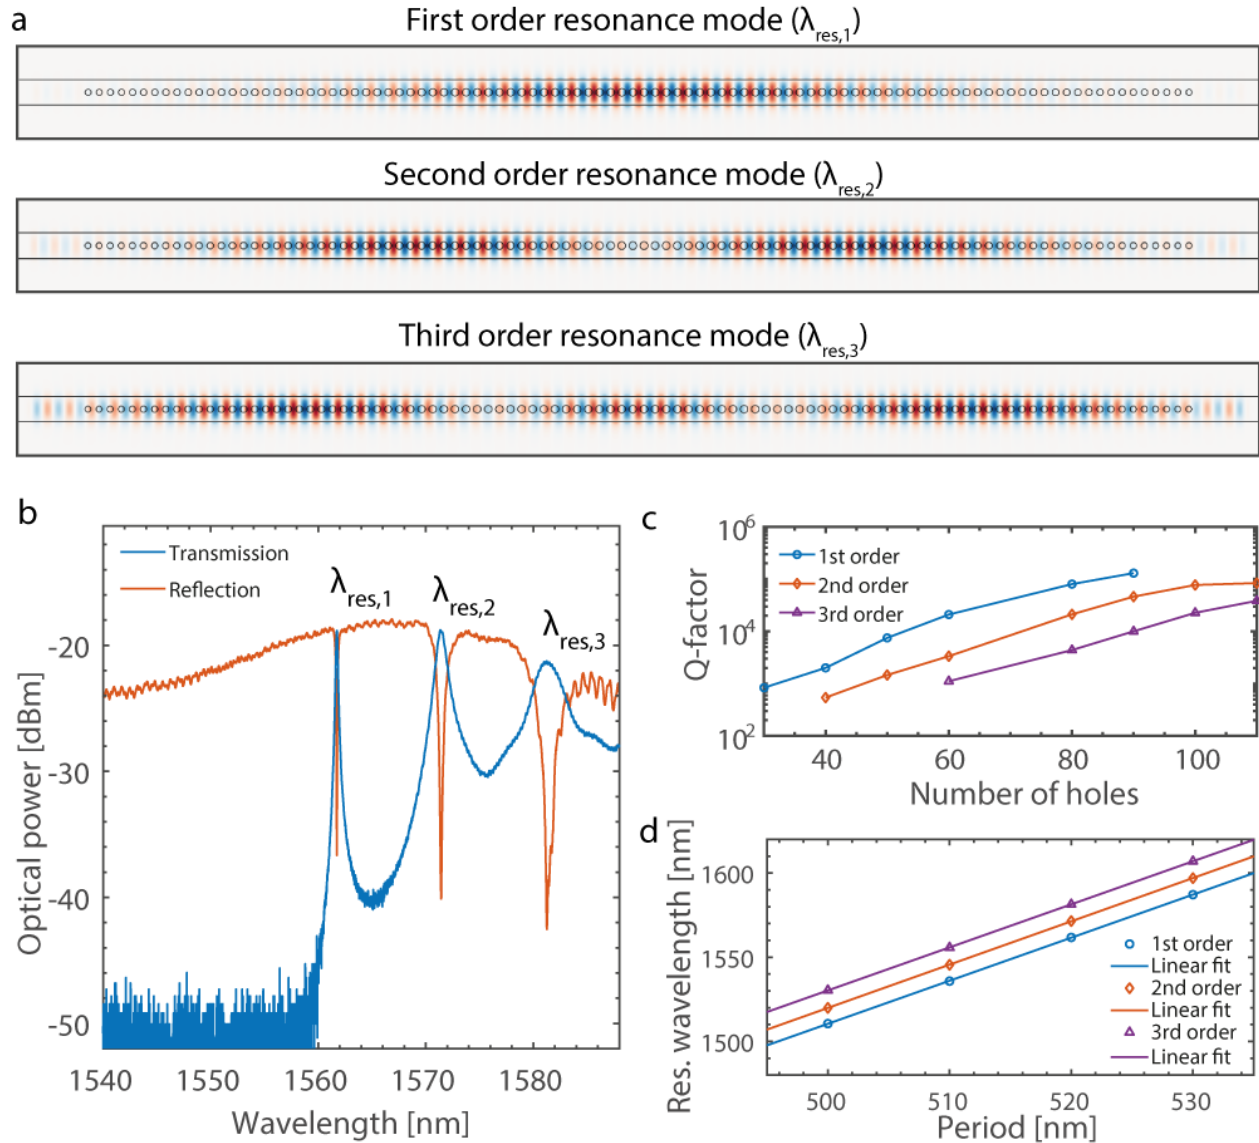 a
First order resonance mode (λres,1)
Second order resonance mode (λres,2)
Third order resonance mode (λres,3)
b
Transmission
Reflection
λres,1
λres,2
λres,3
-20
-30
-40
-50
Optical power [dBm]
1540 1550 1560 1570 1580
Wavelength [nm]
c
1st order
2nd order
3rd order
10^6
10^4
10^2
Q-factor
40 60 80 100
Number of holes
d
1600
1550
1500
Res. wavelength [nm]
1st order
Linear fit
2nd order
Linear fit
3rd order
Linear fit
500 510 520 530
Period [nm]